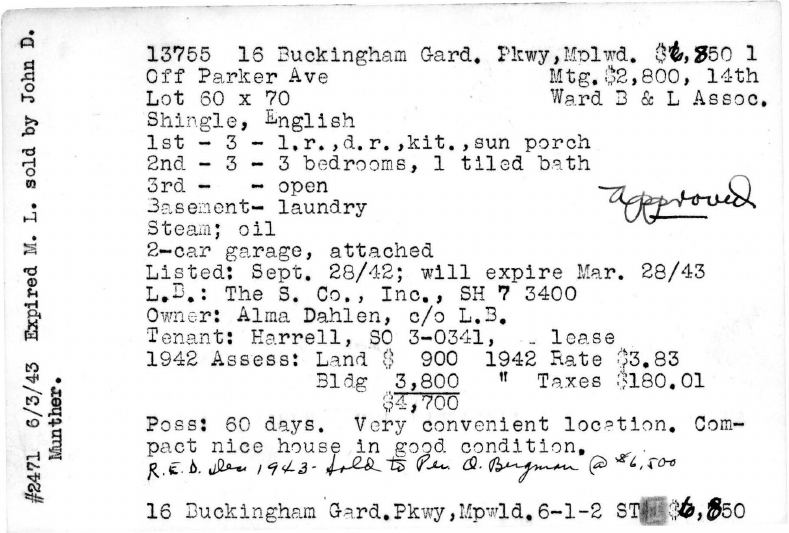 13755 16 Buckingham Gard. Pkwy,Mplwd. $6,850 1
Off Parker Ave Mtg.$2,800, 14th
Lot 60 x 70 Ward B & L Assoc.
Shingle, English
1st - 3 - l.r.,d.r.,kit.,sun porch
2nd - 3 - 3 bedrooms, 1 tiled bath
3rd - - open
approved
Basement- laundry
Steam; oil
2-car garage, attached
Listed: Sept. 28/42; will expire Mar. 28/43
L.B.: The S. Co., Inc., SH 7 3400
Owner: Alma Dahlen, c/o L.B.
Tenant: Harrell, SO 3-0341, lease
1942 Assess: Land $ 900 1942 Rate $3.83
Bldg 3,800 " Taxes $180.01
$4,700
Poss: 60 days. Very convenient location. Com-
pact nice house in good condition.
R.E.D. Dec 1943- Sold to O. Bergman @ $6,500
16 Buckingham Gard.Pkwy,Mpwld.6-1-2 ST $6,850
#2471 6/3/43 Expired M. L. sold by John D.
Munther.